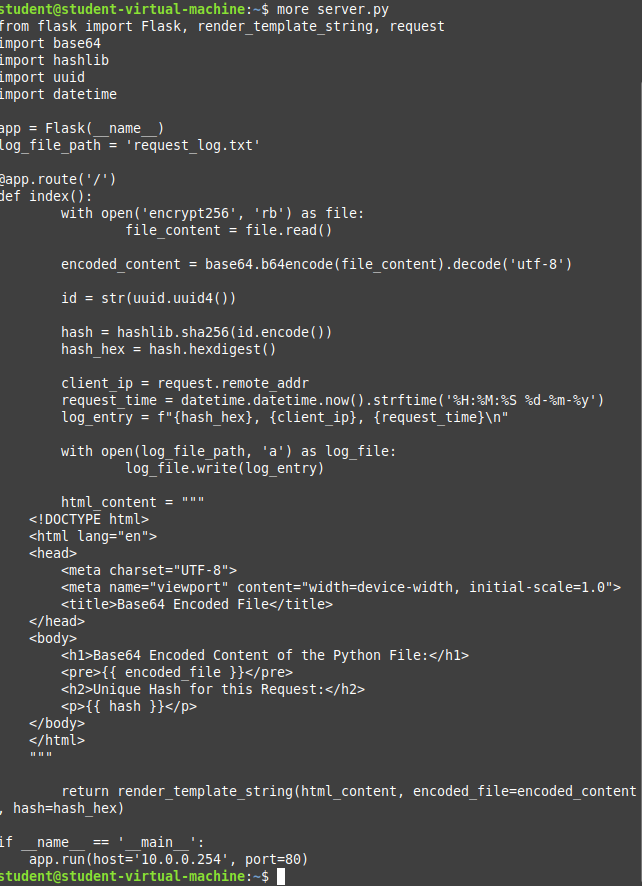 student@student-virtual-machine:~$ more server.py
from flask import Flask, render_template_string, request
import base64
import hashlib
import uuid
import datetime

app = Flask(__name__)
log_file_path = 'request_log.txt'

@app.route('/')
def index():
        with open('encrypt256', 'rb') as file:
                file_content = file.read()

        encoded_content = base64.b64encode(file_content).decode('utf-8')

        id = str(uuid.uuid4())

        hash = hashlib.sha256(id.encode())
        hash_hex = hash.hexdigest()

        client_ip = request.remote_addr
        request_time = datetime.datetime.now().strftime('%H:%M:%S %d-%m-%y')
        log_entry = f"{hash_hex}, {client_ip}, {request_time}\n"

        with open(log_file_path, 'a') as log_file:
                log_file.write(log_entry)

        html_content = """
    <!DOCTYPE html>
    <html lang="en">
    <head>
        <meta charset="UTF-8">
        <meta name="viewport" content="width=device-width, initial-scale=1.0">
        <title>Base64 Encoded File</title>
    </head>
    <body>
        <h1>Base64 Encoded Content of the Python File:</h1>
        <pre>{{ encoded_file }}</pre>
        <h2>Unique Hash for this Request:</h2>
        <p>{{ hash }}</p>
    </body>
    </html>
    """

        return render_template_string(html_content, encoded_file=encoded_content
, hash=hash_hex)

if __name__ == '__main__':
    app.run(host='10.0.0.254', port=80)
student@student-virtual-machine:~$